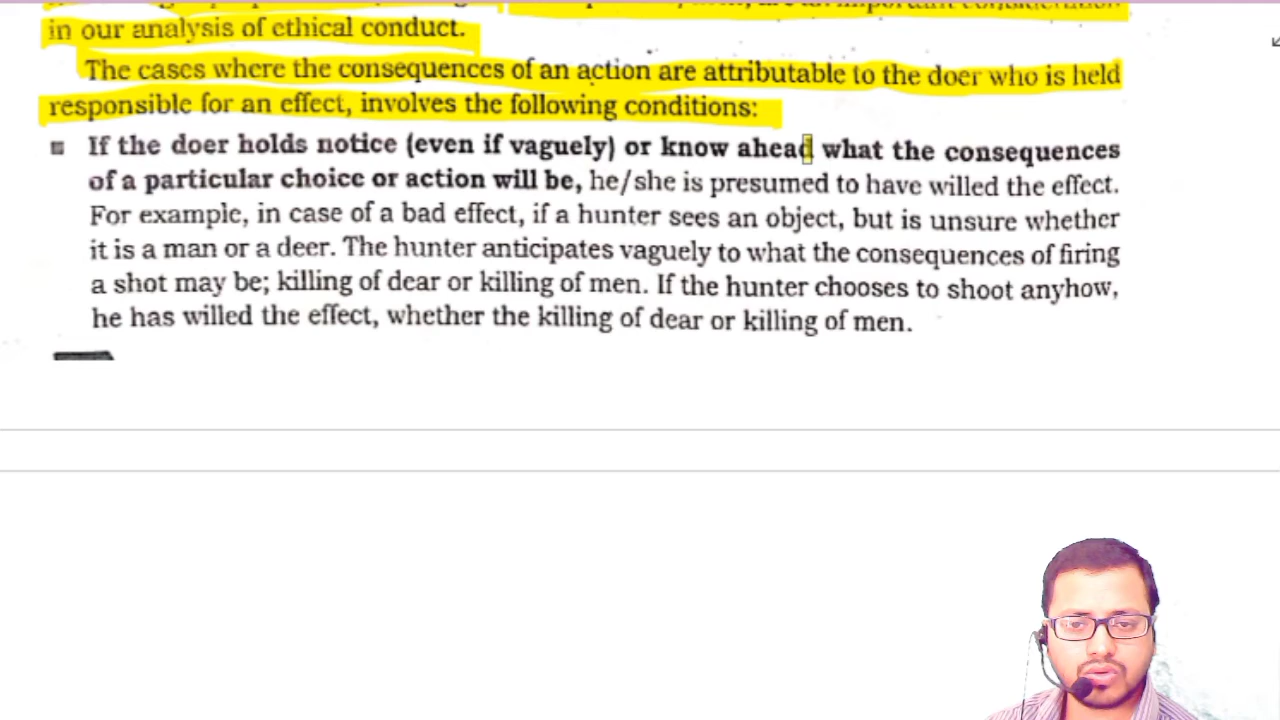 in our analysis of ethical conduct.
The cases where the consequences of an action are attributable to the doer who is held
responsible for an effect, involves the following conditions:
■ If the doer holds notice (even if vaguely) or know ahead what the consequences
of a particular choice or action will be, he/she is presumed to have willed the effect.
For example, in case of a bad effect, if a hunter sees an object, but is unsure whether
it is a man or a deer. The hunter anticipates vaguely to what the consequences of firing
a shot may be; killing of dear or killing of men. If the hunter chooses to shoot anyhow,
he has willed the effect, whether the killing of dear or killing of men.